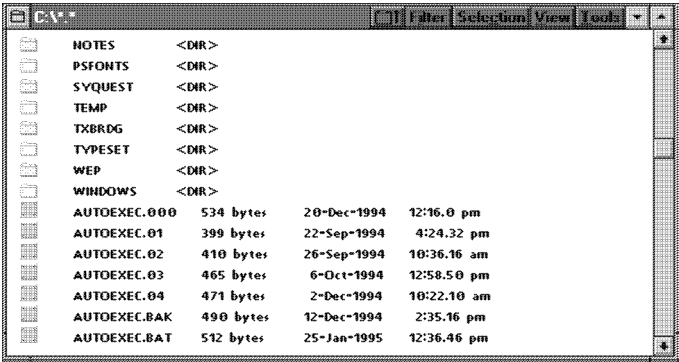 C:\*.* Filter Selection View Tools
NOTES <DIR>
PSFONTS <DIR>
SYQUEST <DIR>
TEMP <DIR>
TXBRDG <DIR>
TYPESET <DIR>
WEP <DIR>
WINDOWS <DIR>
AUTOEXEC.000 534 bytes 20-Dec-1994 12:16.0 pm
AUTOEXEC.01 399 bytes 22-Sep-1994 4:24.32 pm
AUTOEXEC.02 410 bytes 26-Sep-1994 10:36.16 am
AUTOEXEC.03 465 bytes 6-Oct-1994 12:58.50 pm
AUTOEXEC.04 471 bytes 2-Dec-1994 10:22.10 am
AUTOEXEC.BAK 490 bytes 12-Dec-1994 2:35.16 pm
AUTOEXEC.BAT 512 bytes 25-Jan-1995 12:36.46 pm